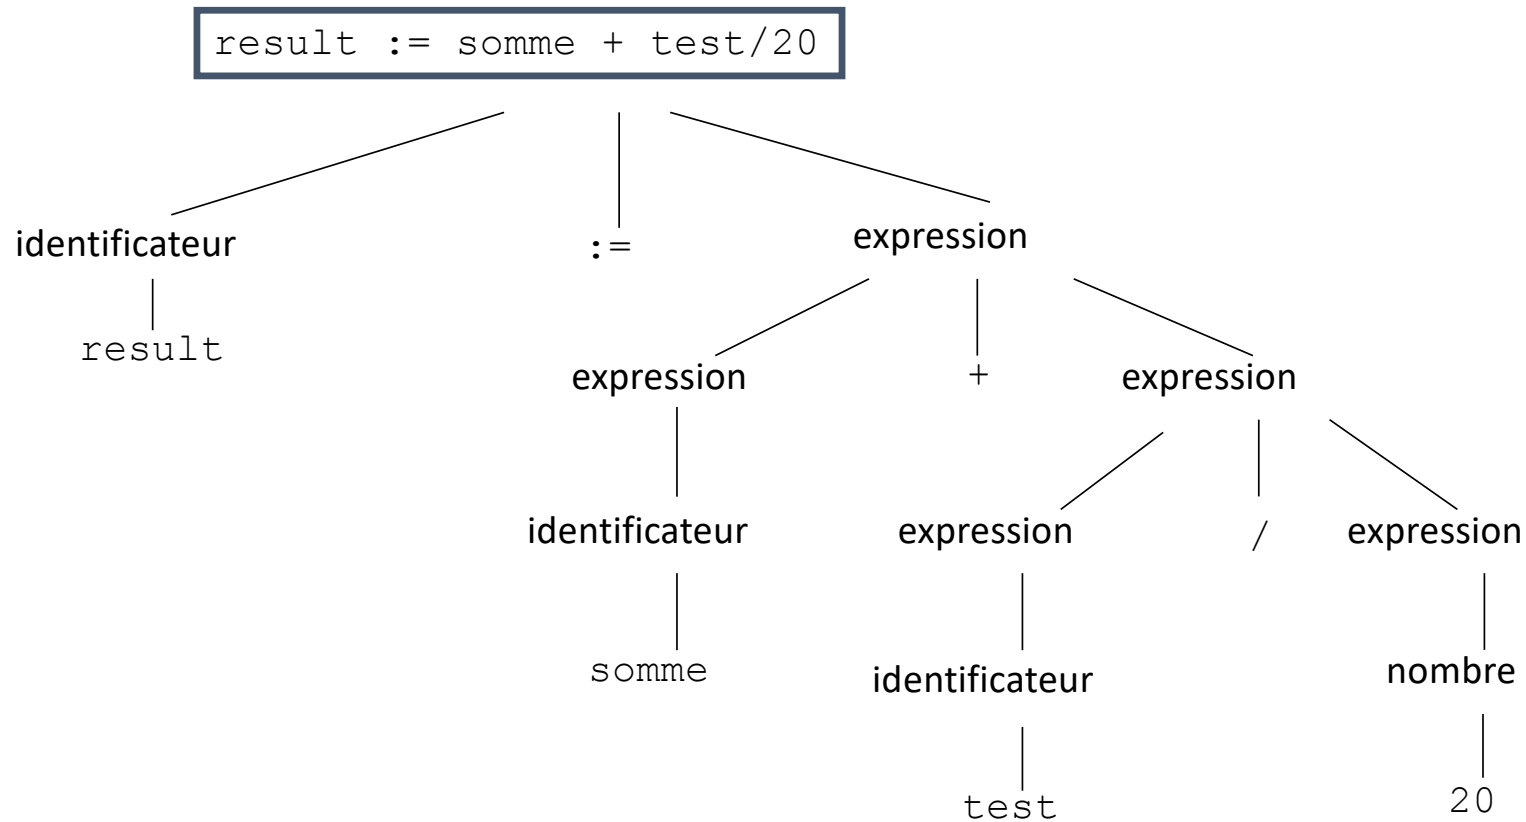 result := somme + test/20
identificateur
:=
expression
result
expression
+
expression
identificateur
expression
/
expression
somme
identificateur
nombre
test
20